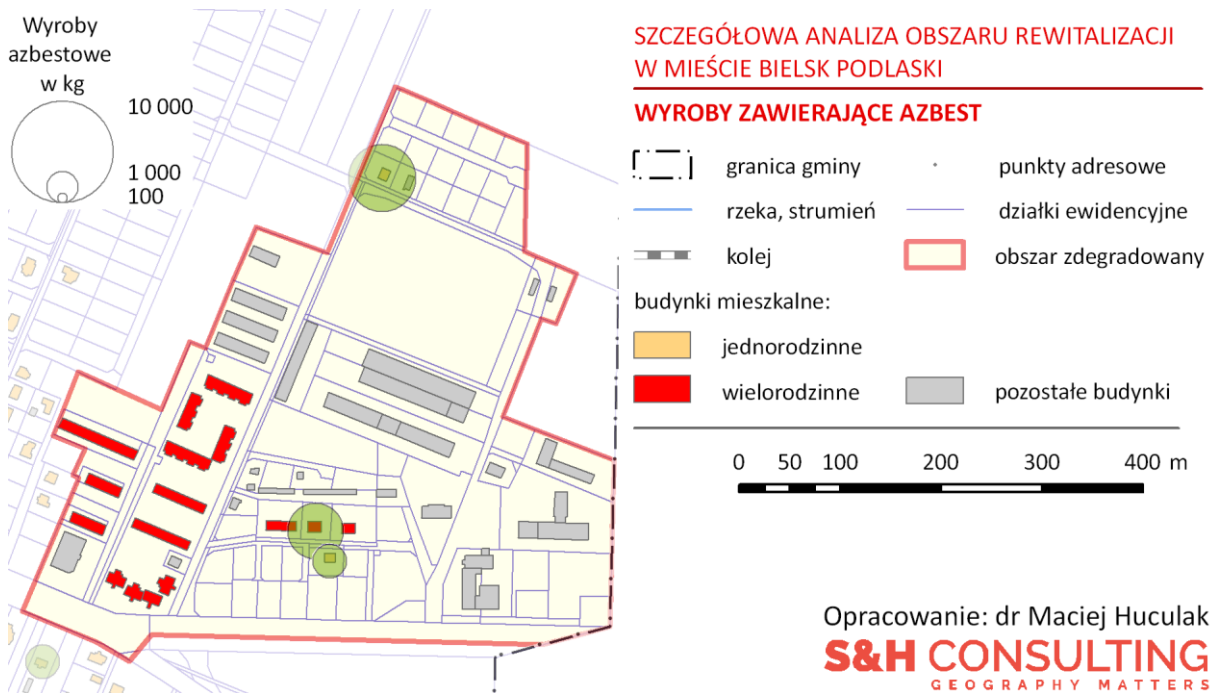 Wyroby
azbestowe
w kg
10 000
1 000
100
SZCZEGÓŁOWA ANALIZA OBSZARU REWITALIZACJI
W MIEŚCIE BIELSK PODLASKI
WYROBY ZAWIERAJĄCE AZBEST
granica gminy
punkty adresowe
rzeka, strumień
działki ewidencyjne
kolej
obszar zdegradowany
budynki mieszkalne:
jednorodzinne
wielorodzinne
pozostałe budynki
0 50 100 200 300 400 m
Opracowanie: dr Maciej Huculak
S&H CONSULTING
GEOGRAPHY MATTERS